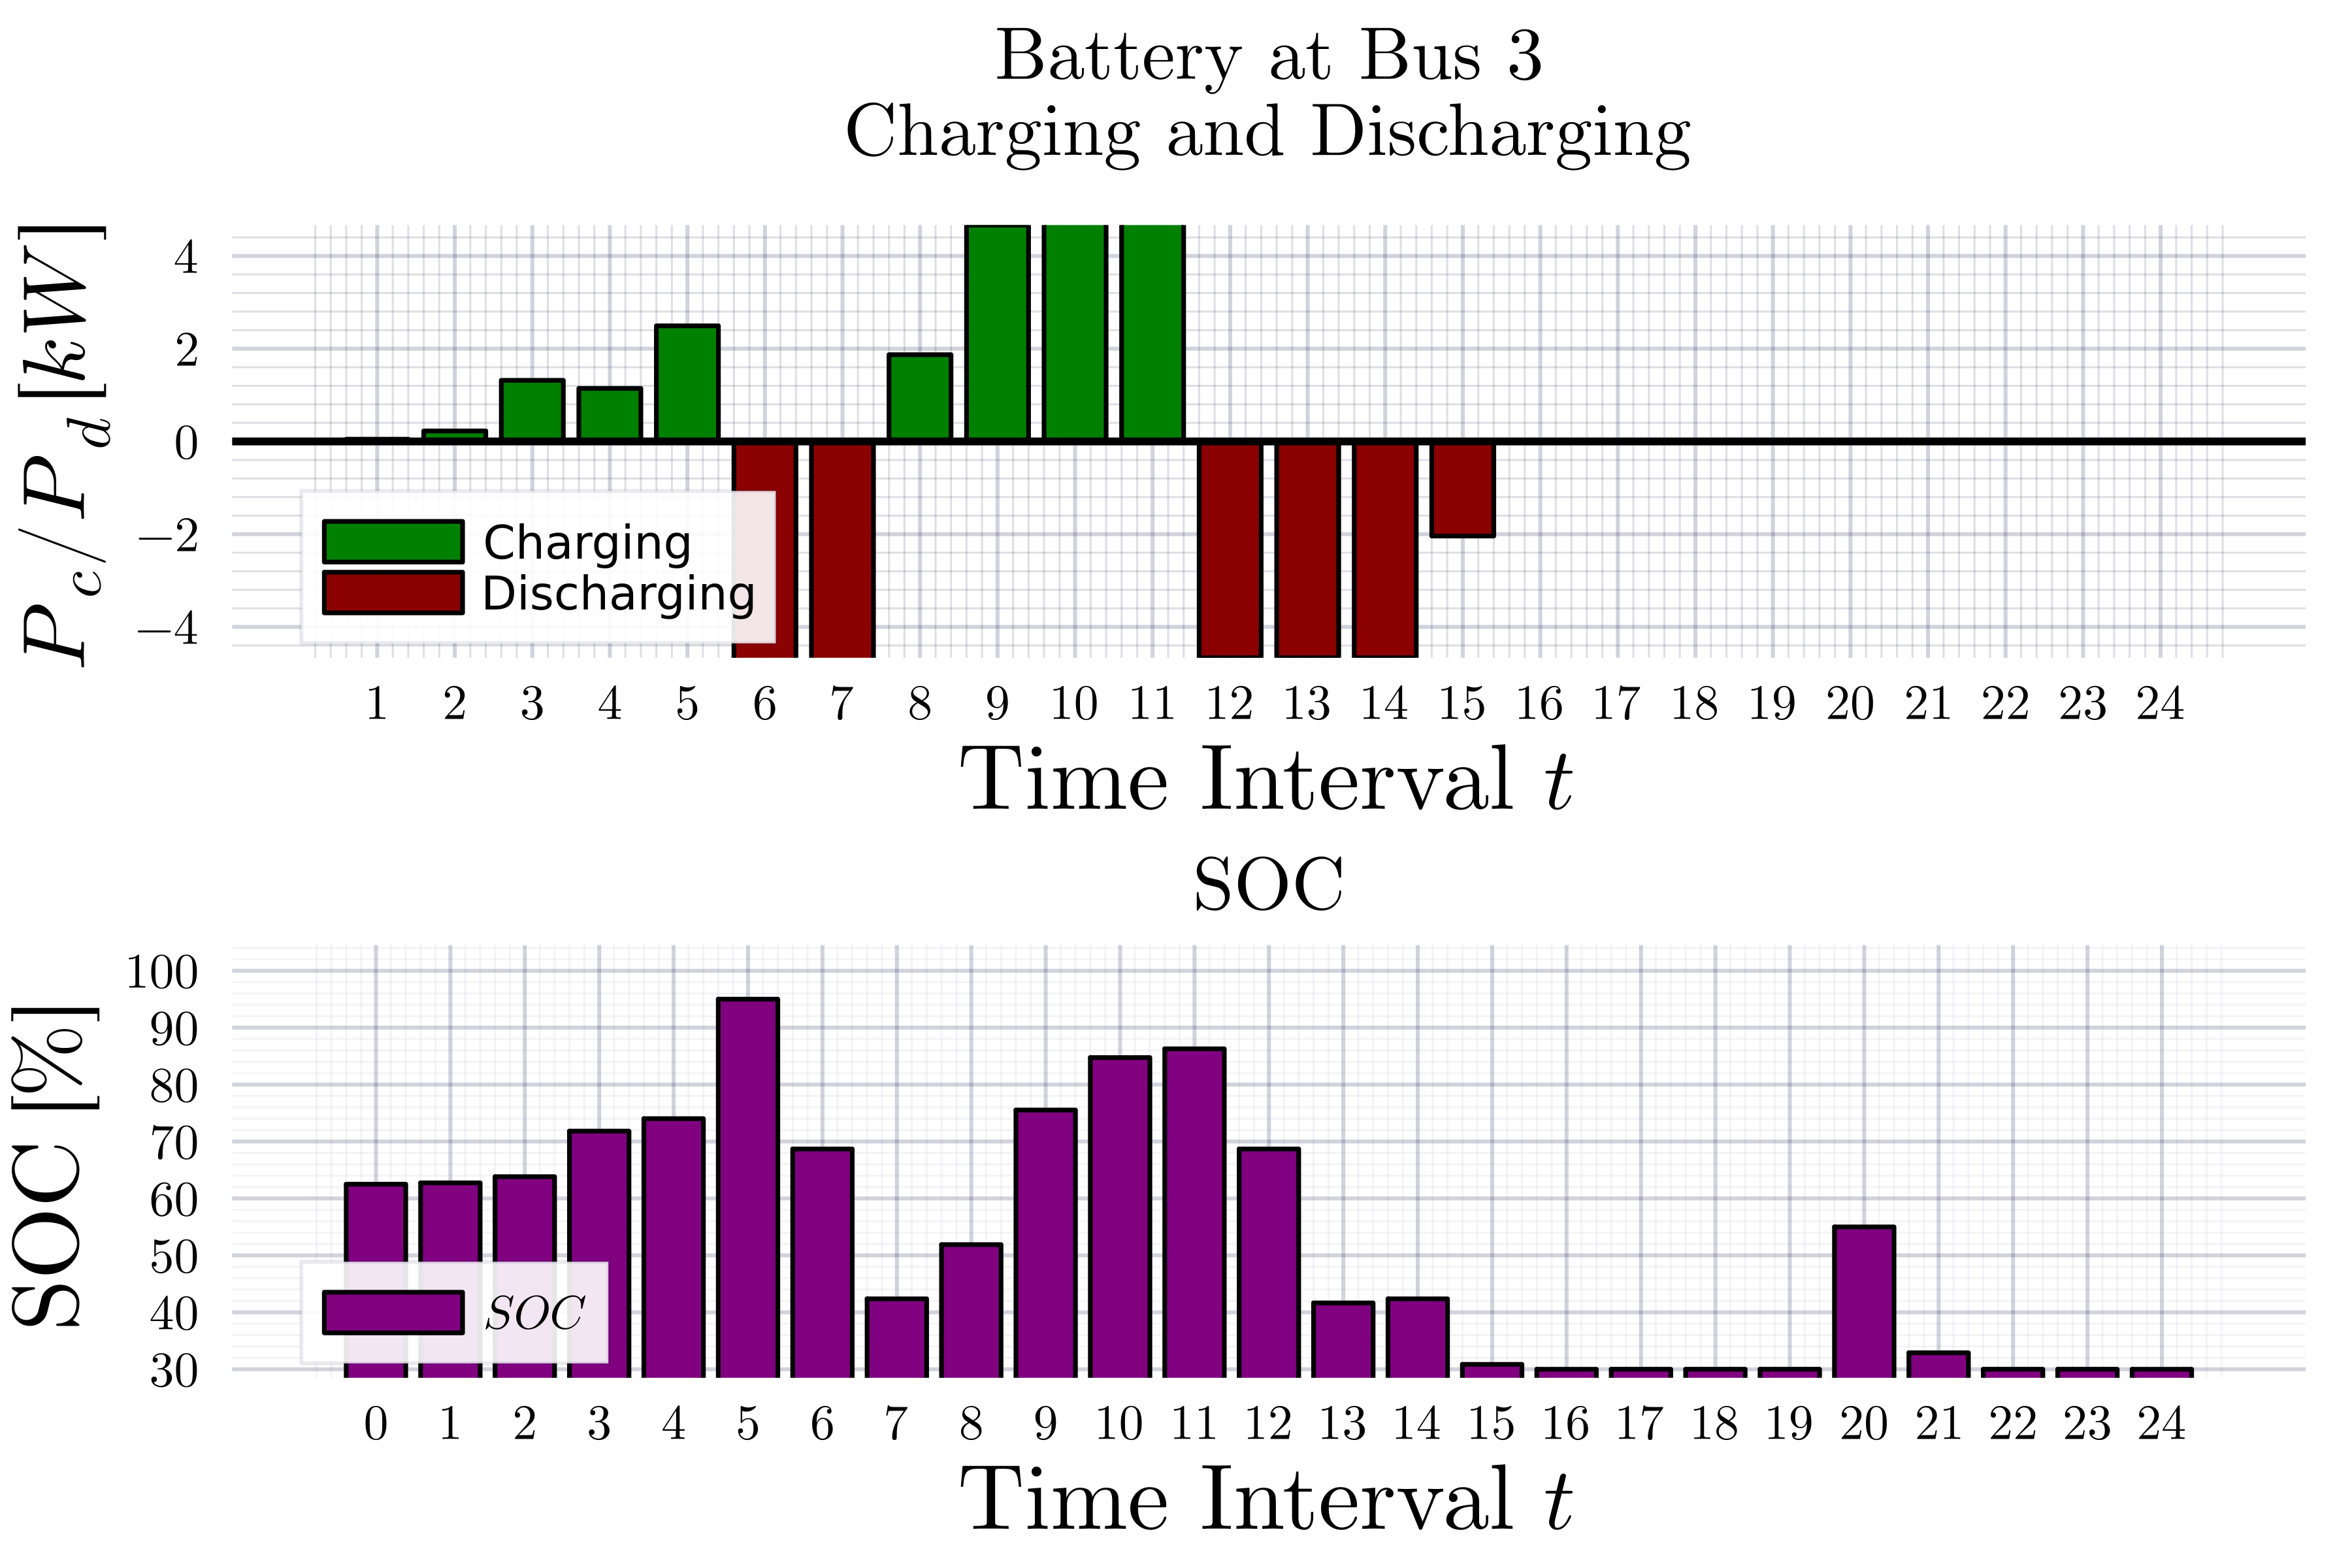 Battery at Bus 3
Charging and Discharging
P_c/P_d [kW]
4
2
0
−2
−4
Charging
Discharging
1 2 3 4 5 6 7 8 9 10 11 12 13 14 15 16 17 18 19 20 21 22 23 24
Time Interval t
SOC
SOC [%]
100
90
80
70
60
50
40
30
SOC
0 1 2 3 4 5 6 7 8 9 10 11 12 13 14 15 16 17 18 19 20 21 22 23 24
Time Interval t